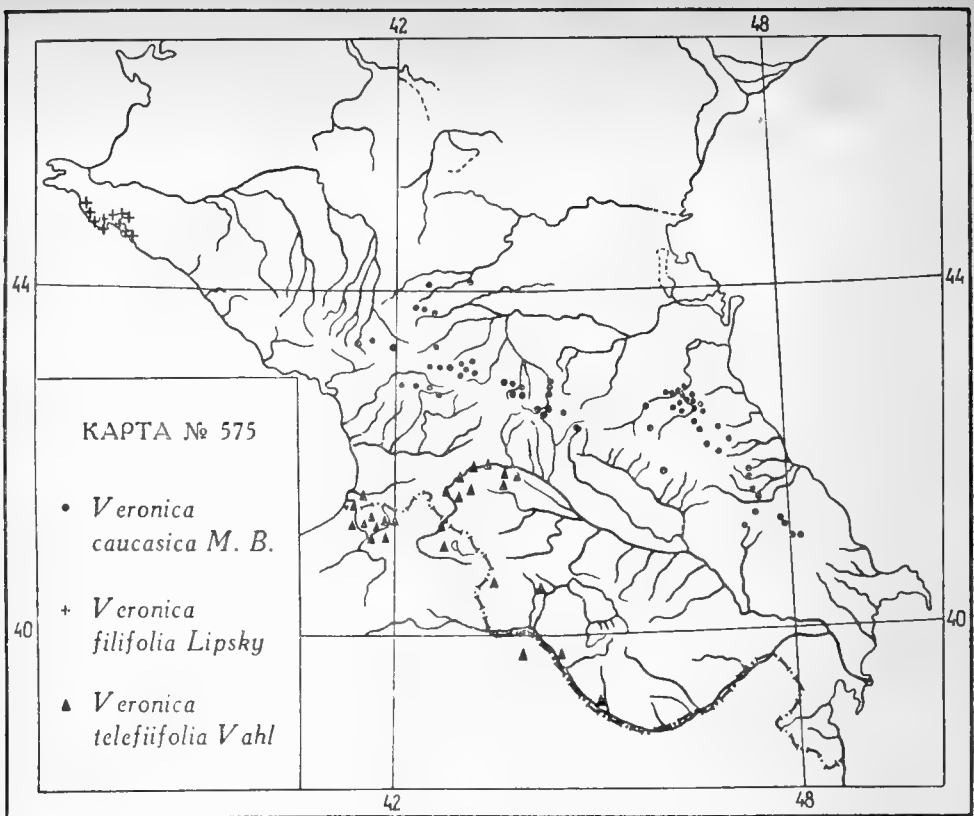 42 48
44 44
КАРТА № 575
Veronica
caucasica M. B.
Veronica
filifolia Lipsky
Veronica
telefiifolia Vahl
40 40
42 48